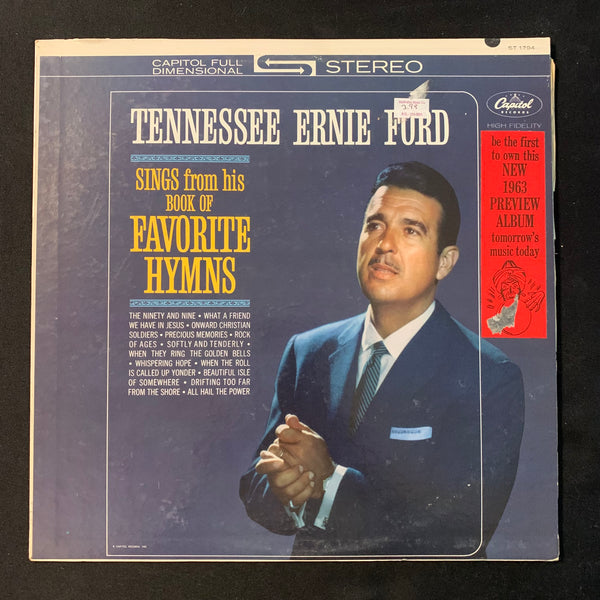 ST 1794
CAPITOL FULL
DIMENSIONAL
STEREO
Capitol
RECORDS
HIGH FIDELITY
TENNESSEE ERNIE FORD
2.98
SINGS from his
BOOK OF
FAVORITE
HYMNS
be the first
to own this
NEW
1963
PREVIEW
ALBUM
tomorrow's
music today
THE NINETY AND NINE • WHAT A FRIEND
WE HAVE IN JESUS • ONWARD CHRISTIAN
SOLDIERS • PRECIOUS MEMORIES • ROCK
OF AGES • SOFTLY AND TENDERLY •
WHEN THEY RING THE GOLDEN BELLS
• WHISPERING HOPE • WHEN THE ROLL
IS CALLED UP YONDER • BEAUTIFUL ISLE
OF SOMEWHERE • DRIFTING TOO FAR
FROM THE SHORE • ALL HAIL THE POWER